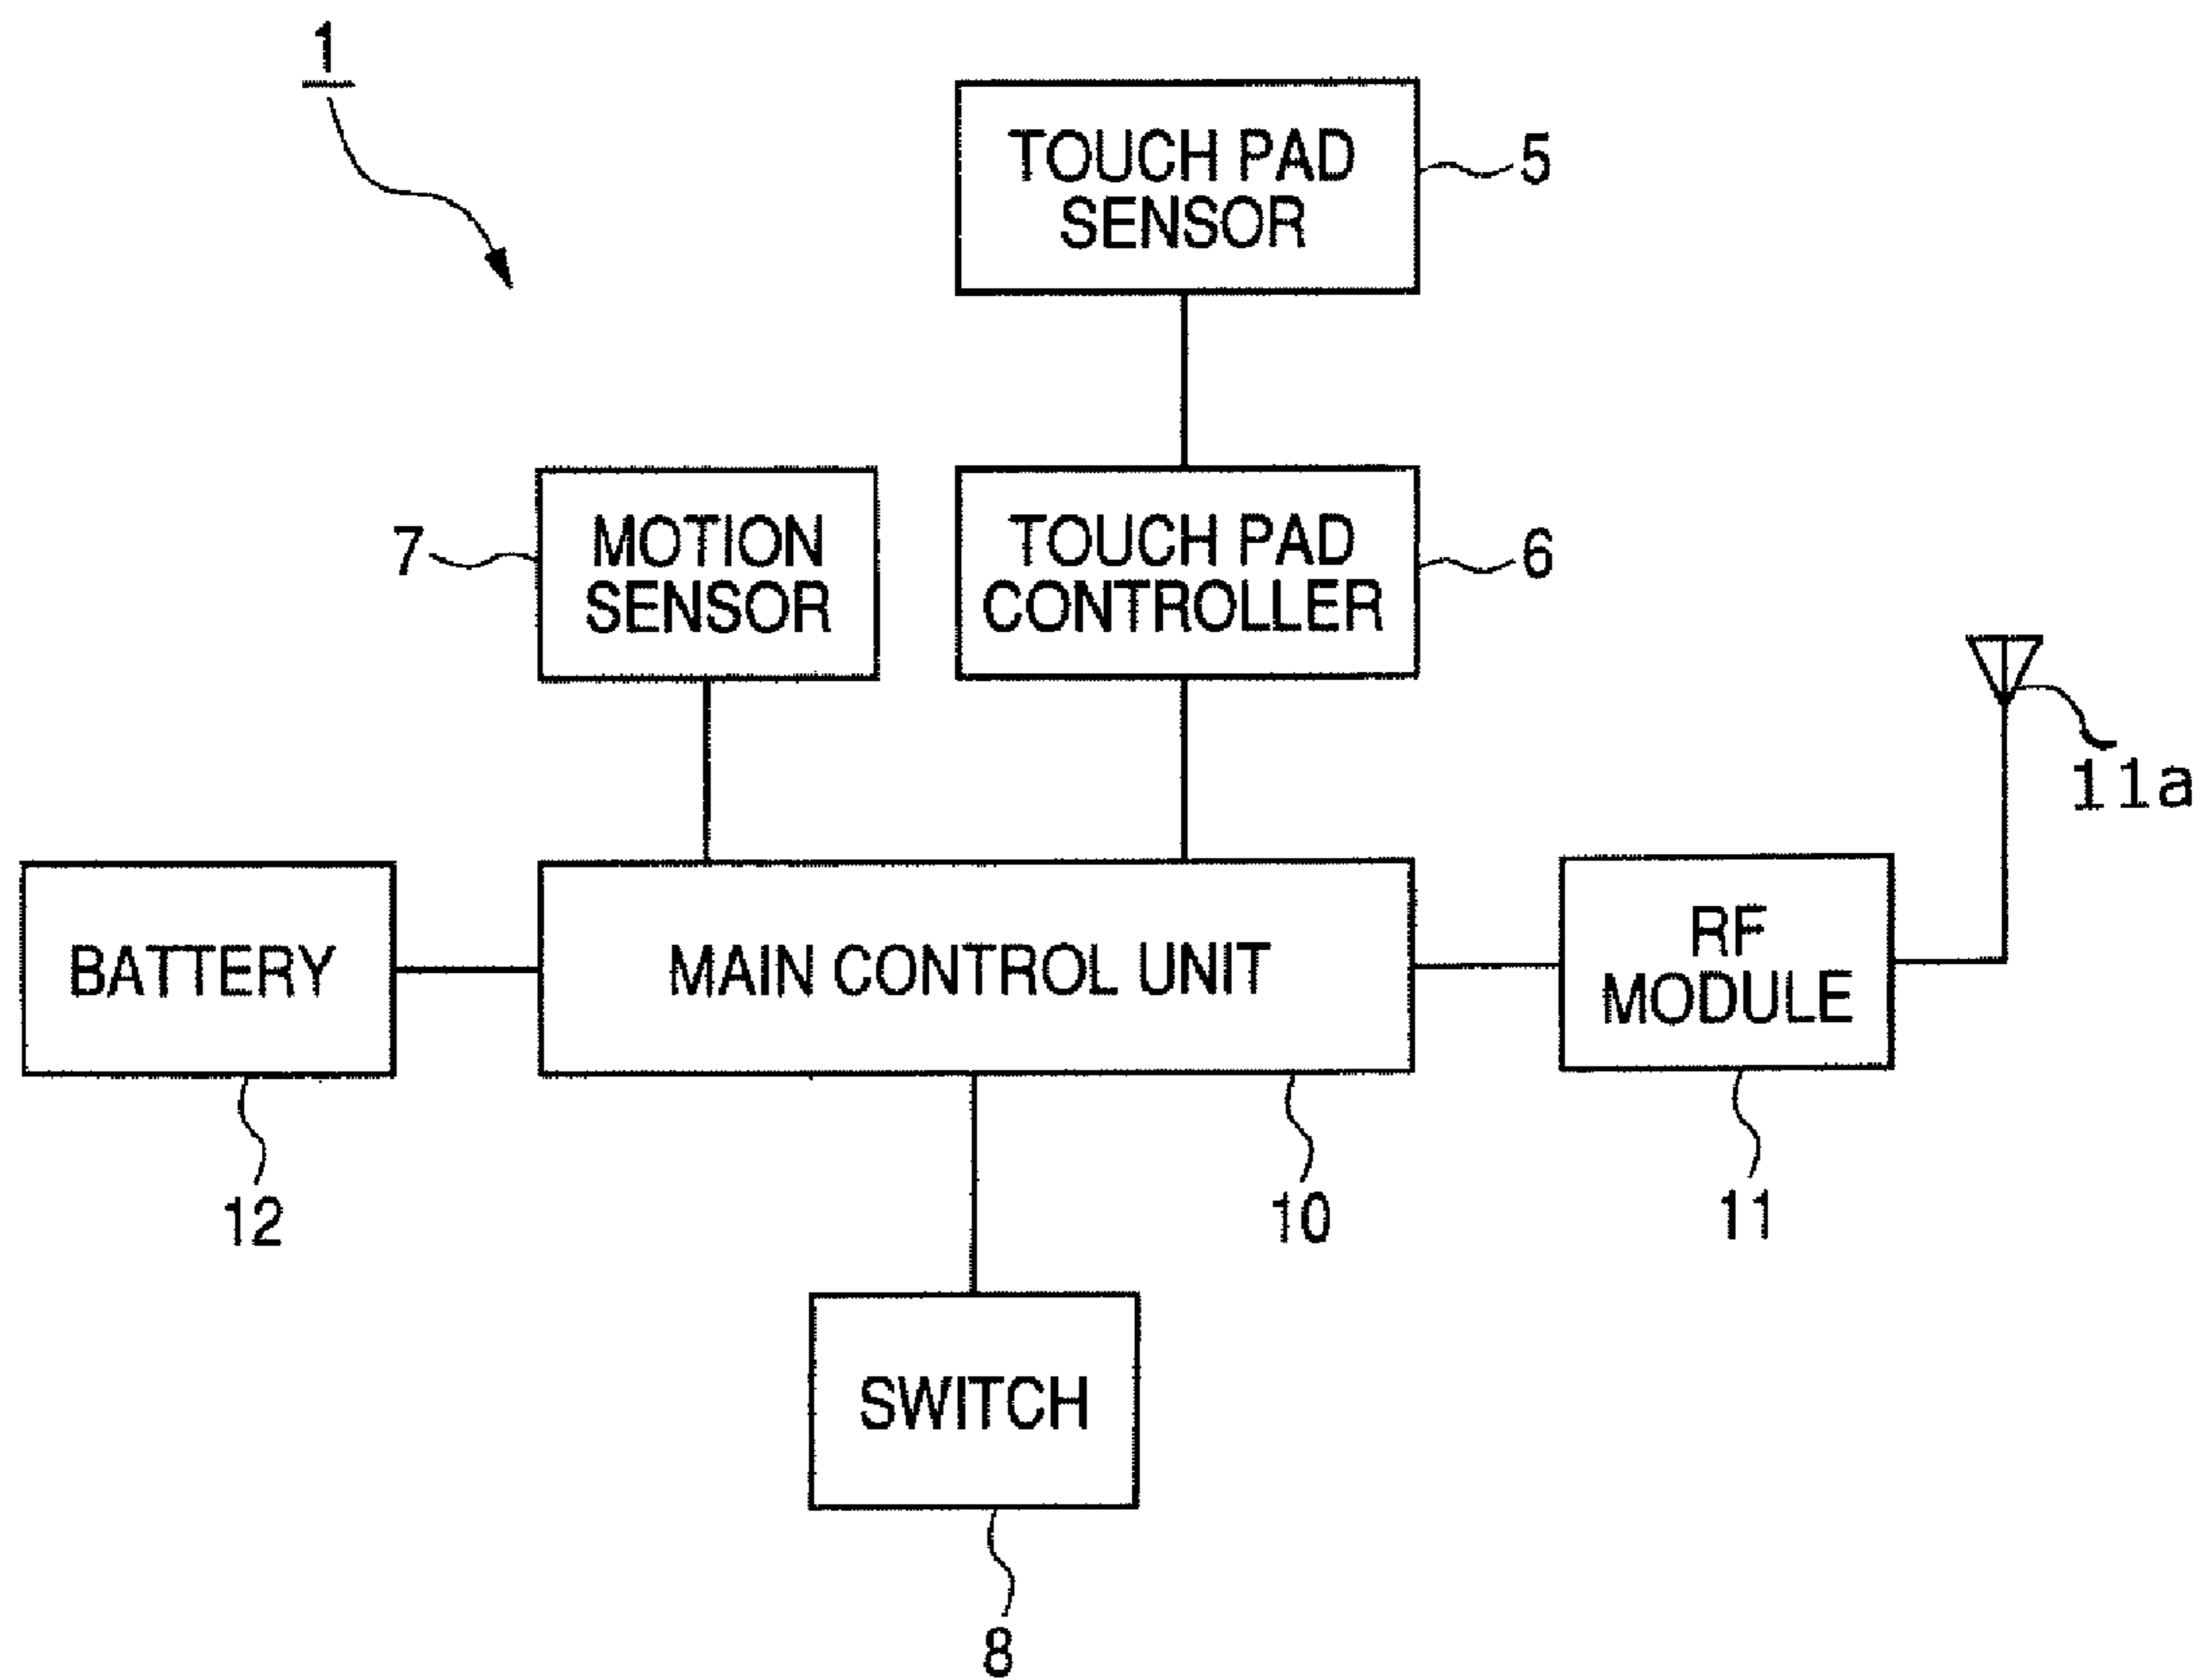 1
TOUCH PAD
SENSOR
5
7
MOTION
SENSOR
TOUCH PAD
CONTROLLER
6
11a
BATTERY
MAIN CONTROL UNIT
RF
MODULE
12
10
11
SWITCH
8